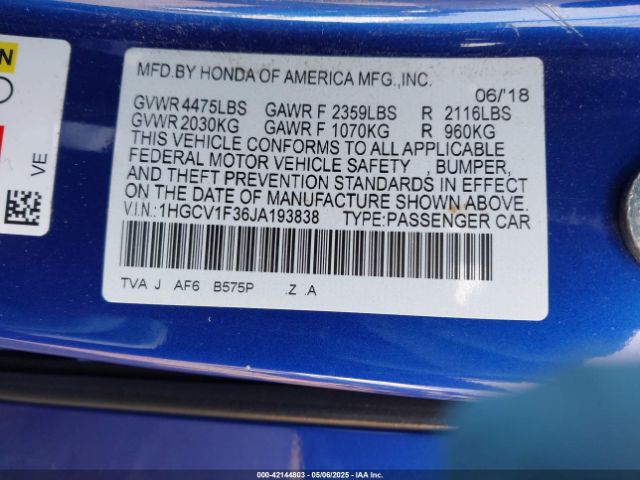 MFD.BY HONDA OF AMERICA MFG.,INC.
06/'18
GVWR 4475LBS GAWR F 2359LBS R 2116LBS
GVWR 2030KG GAWR F 1070KG R 960KG
THIS VEHICLE CONFORMS TO ALL APPLICABLE
FEDERAL MOTOR VEHICLE SAFETY , BUMPER,
AND THEFT PREVENTION STANDARDS IN EFFECT
ON THE DATE OF MANUFACTURE SHOWN ABOVE.
V.I.N.: 1HGCV1F36JA193838 TYPE:PASSENGER CAR
TVA J AF6 B575P .Z .A
VE
000-42144803 - 05/06/2025 - IAA Inc.